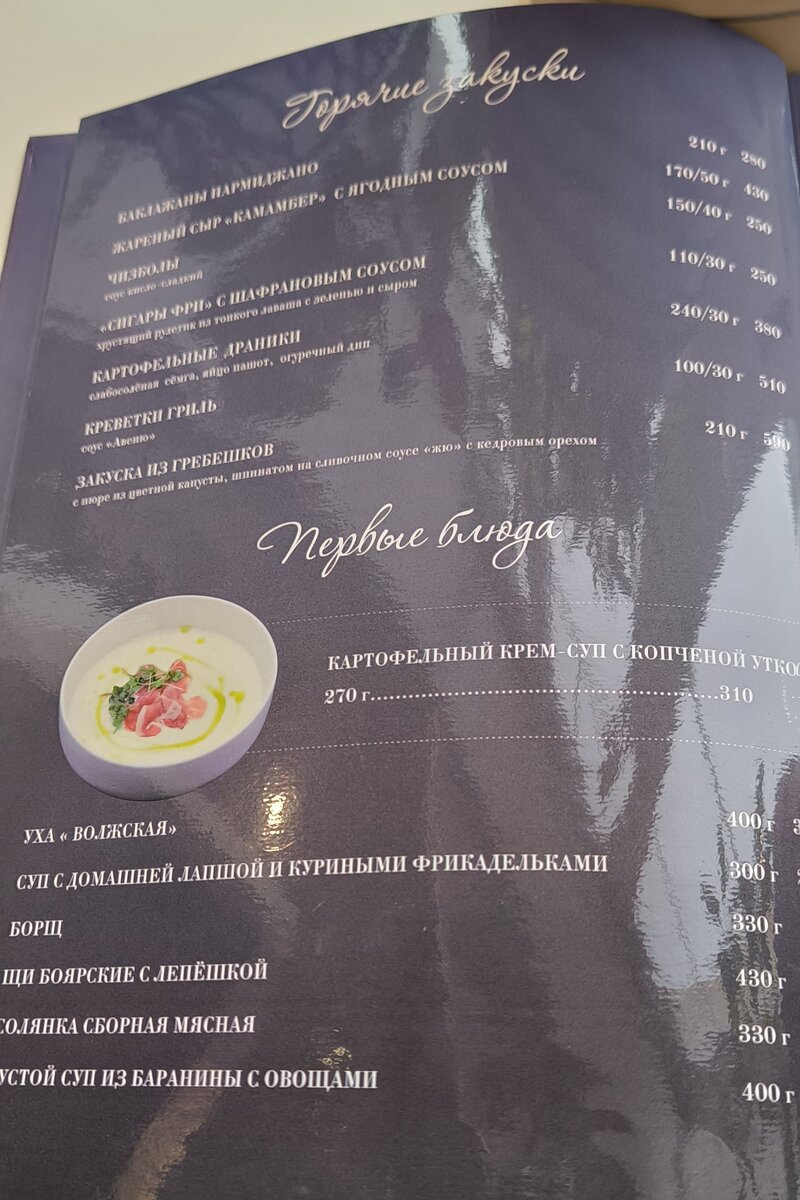 Горячие закуски
БАКЛАЖАНЫ ПАРМИДЖАНО 210 г 280
ЖАРЕНЫЙ СЫР «КАМАМБЕР» С ЯГОДНЫМ СОУСОМ 170/50 г 430
ЧИЗБОЛЫ 150/40 г 250
соус кисло-сладкий
«СИГАРЫ ФРИ» С ШАФРАНОВЫМ СОУСОМ 110/30 г 250
хрустящий рулетик из тонкого лаваша с зеленью и сыром
КАРТОФЕЛЬНЫЕ ДРАНИКИ 240/30 г 380
слабосолёная сёмга, яйцо пашот, огуречный дип
КРЕВЕТКИ ГРИЛЬ 100/30 г 510
соус «Авеню»
ЗАКУСКА ИЗ ГРЕБЕШКОВ 210 г 590
с пюре из цветной капусты, шпинатом на сливочном соусе «жю» с кедровым орехом
Первые блюда
КАРТОФЕЛЬНЫЙ КРЕМ-СУП С КОПЧЕНОЙ УТКО
270 г.....................................................310
УХА « ВОЛЖСКАЯ» 400 г
СУП С ДОМАШНЕЙ ЛАПШОЙ И КУРИНЫМИ ФРИКАДЕЛЬКАМИ 300 г
БОРЩ 330 г
ЩИ БОЯРСКИЕ С ЛЕПЁШКОЙ 430 г
СОЛЯНКА СБОРНАЯ МЯСНАЯ 330 г
УСТОЙ СУП ИЗ БАРАНИНЫ С ОВОЩАМИ 400 г